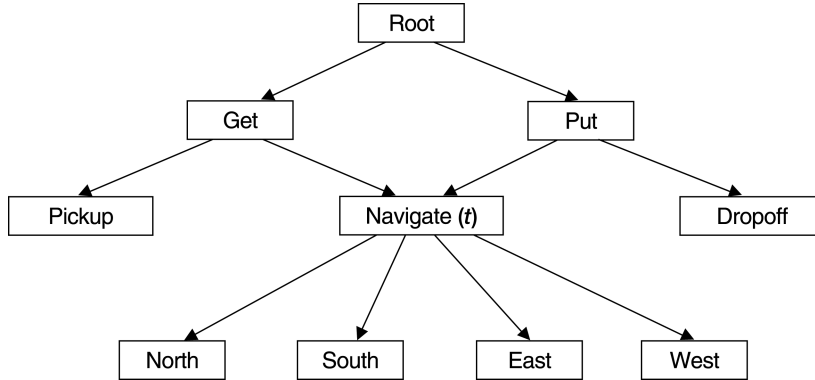 Root
Get
Put
Pickup
Navigate (t)
Dropoff
North
South
East
West